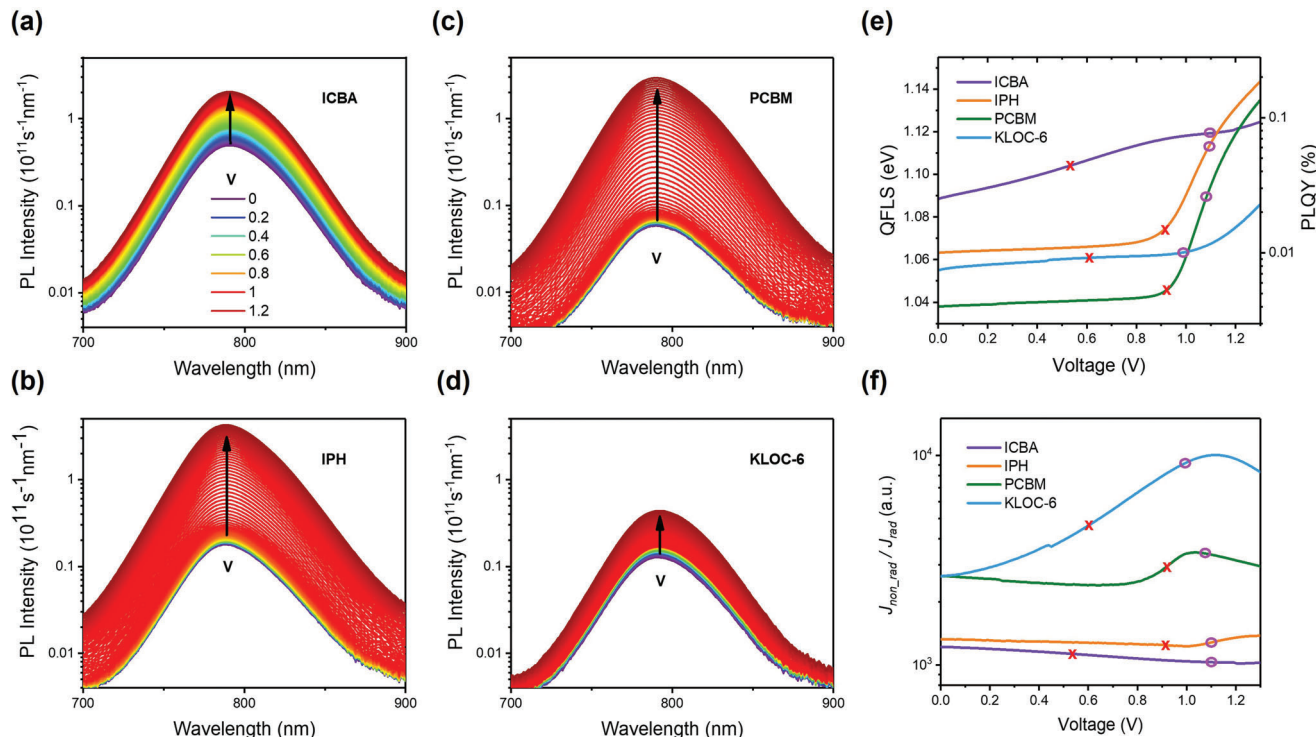 (a)
PL Intensity (10¹¹s⁻¹nm⁻¹)
1
0.1
0.01
ICBA
V
0
0.2
0.4
0.6
0.8
1
1.2
700
800
900
Wavelength (nm)
(c)
PL Intensity (10¹¹s⁻¹nm⁻¹)
1
0.1
0.01
PCBM
V
700
800
900
Wavelength (nm)
(e)
QFLS (eV)
1.14
1.12
1.10
1.08
1.06
1.04
ICBA
IPH
PCBM
KLOC-6
X
X
X
X
0.1
0.01
PLQY (%)
0.0
0.2
0.4
0.6
0.8
1.0
1.2
Voltage (V)
(b)
PL Intensity (10¹¹s⁻¹nm⁻¹)
1
0.1
0.01
IPH
V
700
800
900
Wavelength (nm)
(d)
PL Intensity (10¹¹s⁻¹nm⁻¹)
1
0.1
0.01
KLOC-6
V
700
800
900
Wavelength (nm)
(f)
J_non_rad / J_rad (a.u.)
10⁴
10³
ICBA
IPH
PCBM
KLOC-6
X
X
X
X
0.0
0.2
0.4
0.6
0.8
1.0
1.2
Voltage (V)